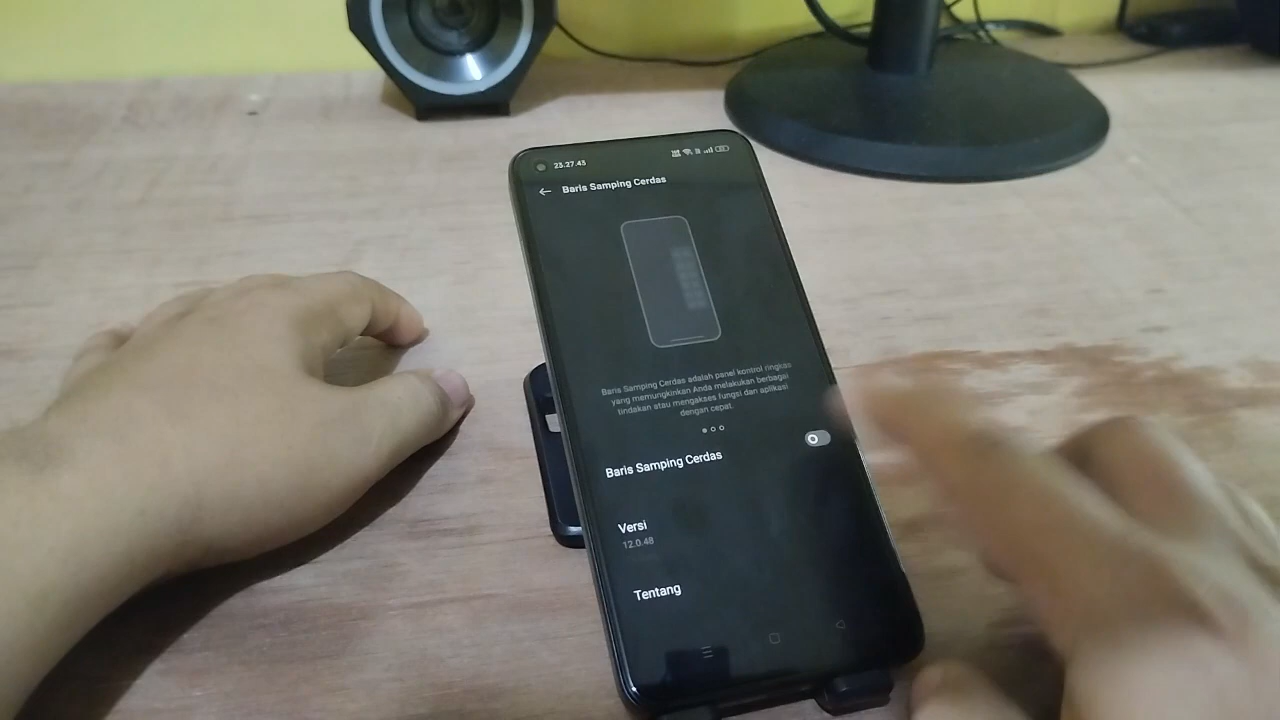 23.27.43
Baris Samping Cerdas
Baris Samping Cerdas adalah panel kontrol ringkas
yang memungkinkan Anda melakukan berbagai
tindakan atau mengakses fungsi dan aplikasi
dengan cepat.
Baris Samping Cerdas
Versi
12.0.48
Tentang